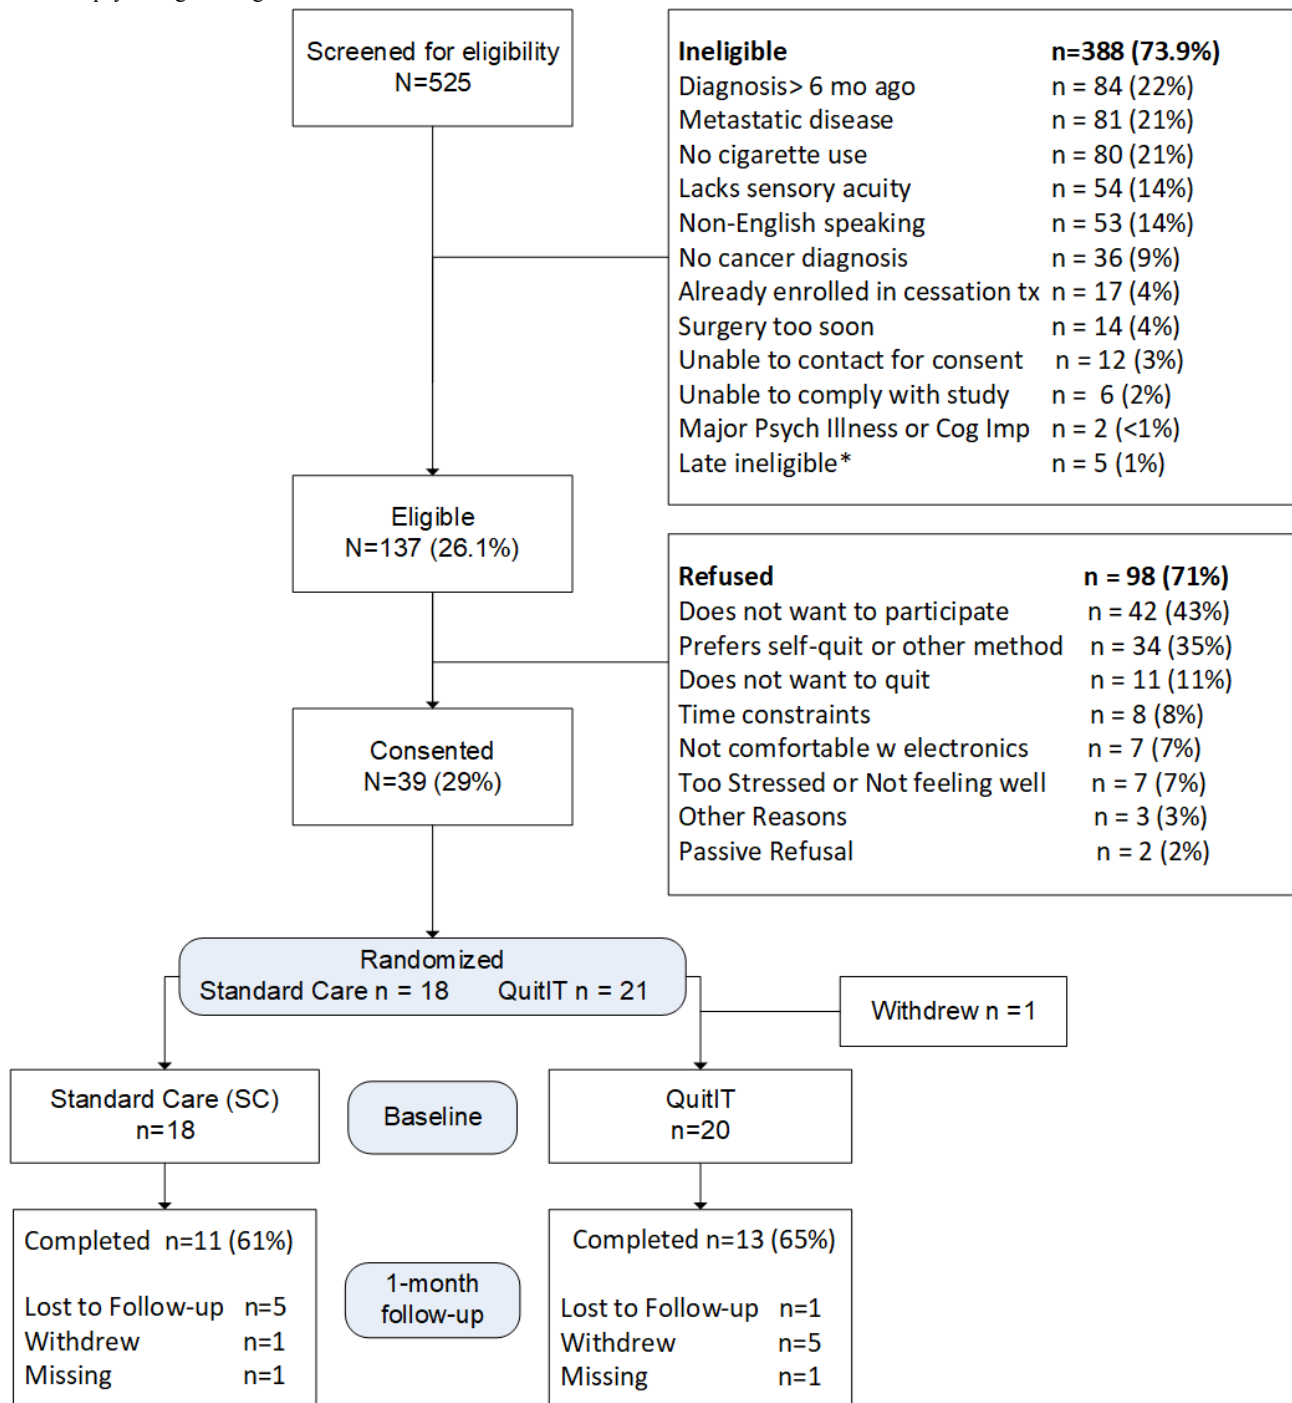 Screened for eligibility
N=525
Ineligible n=388 (73.9%)
Diagnosis> 6 mo ago n = 84 (22%)
Metastatic disease n = 81 (21%)
No cigarette use n = 80 (21%)
Lacks sensory acuity n = 54 (14%)
Non-English speaking n = 53 (14%)
No cancer diagnosis n = 36 (9%)
Already enrolled in cessation tx n = 17 (4%)
Surgery too soon n = 14 (4%)
Unable to contact for consent n = 12 (3%)
Unable to comply with study n = 6 (2%)
Major Psych Illness or Cog Imp n = 2 (<1%)
Late ineligible* n = 5 (1%)
Eligible
N=137 (26.1%)
Refused n = 98 (71%)
Does not want to participate n = 42 (43%)
Prefers self-quit or other method n = 34 (35%)
Does not want to quit n = 11 (11%)
Time constraints n = 8 (8%)
Not comfortable w electronics n = 7 (7%)
Too Stressed or Not feeling well n = 7 (7%)
Other Reasons n = 3 (3%)
Passive Refusal n = 2 (2%)
Consented
N=39 (29%)
Randomized
Standard Care n = 18 QuitIT n = 21
Withdrew n =1
Standard Care (SC)
n=18
Baseline
QuitIT
n=20
Completed n=11 (61%)
Lost to Follow-up n=5
Withdrew n=1
Missing n=1
1-month
follow-up
Completed n=13 (65%)
Lost to Follow-up n=1
Withdrew n=5
Missing n=1